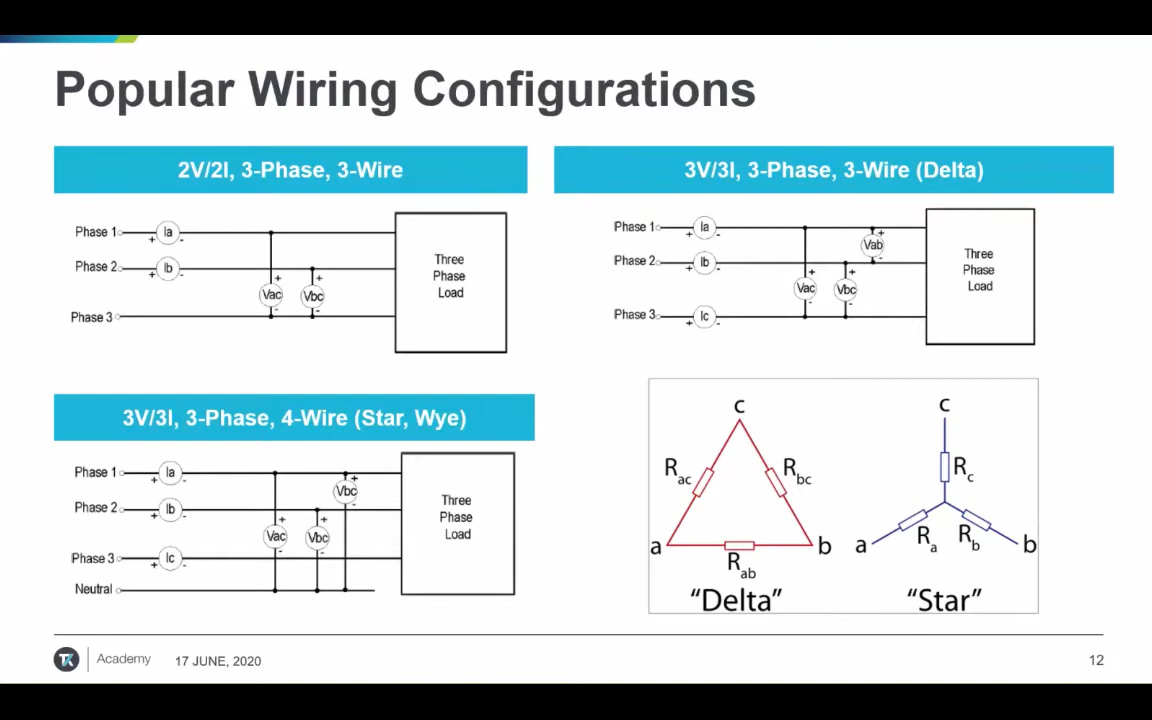 Popular Wiring Configurations
2V/2I, 3-Phase, 3-Wire
Phase 1
+ Ia -
Phase 2
+ Ib -
Phase 3
+ +
Vac Vbc
- -
Three
Phase
Load
3V/3I, 3-Phase, 3-Wire (Delta)
Phase 1
+ Ia -
Phase 2
+ Ib -
Phase 3
+ Ic -
+
Vab
-
+ +
Vac Vbc
- -
Three
Phase
Load
3V/3I, 3-Phase, 4-Wire (Star, Wye)
Phase 1
+ Ia -
Phase 2
+ Ib -
Phase 3
+ Ic -
Neutral
+
Vbc
-
+ +
Vac Vbc
- -
Three
Phase
Load
c
Rac Rbc
a b
Rab
"Delta"
c
Rc
a Ra Rb b
"Star"
TX Academy 17 JUNE, 2020 12